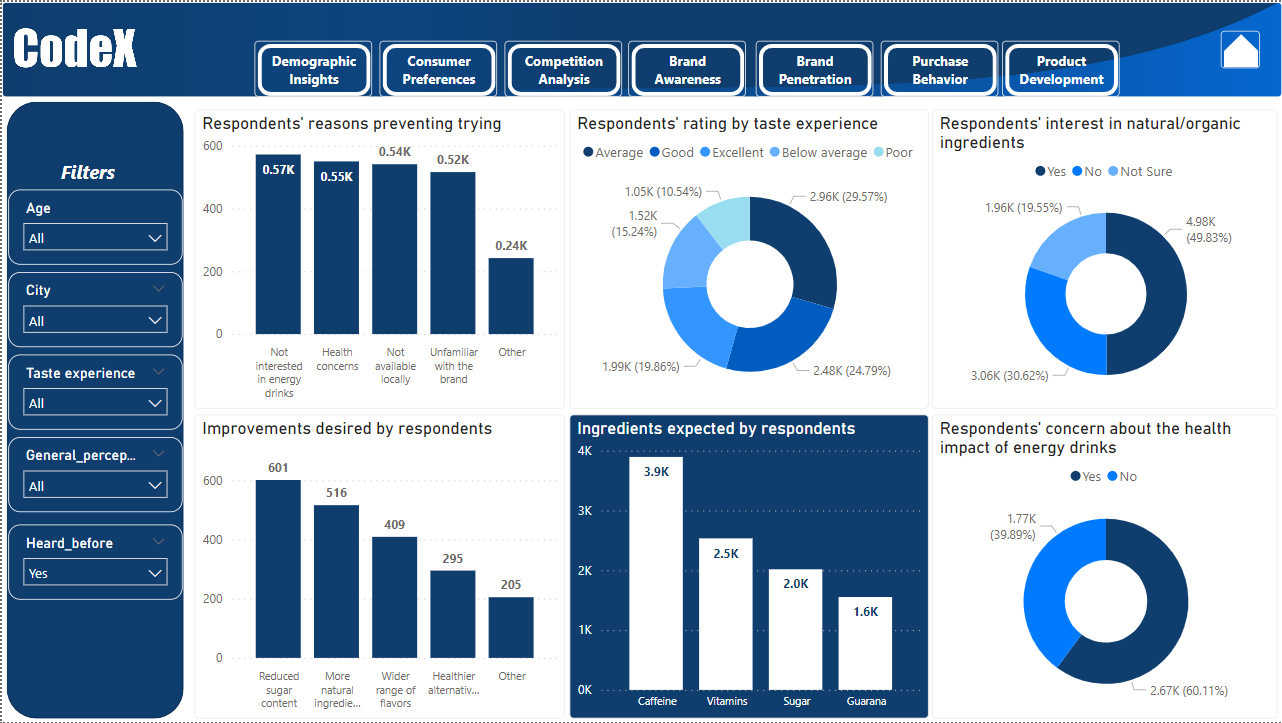 CodeX
Demographic
Insights
Consumer
Preferences
Competition
Analysis
Brand
Awareness
Brand
Penetration
Purchase
Behavior
Product
Development
Filters
Age
All
City
All
Taste experience
All
General_percep...
All
Heard_before
Yes
Respondents' reasons preventing trying
600
400
200
0
0.57K
0.55K
0.54K
0.52K
0.24K
Not
interested
in energy
drinks
Health
concerns
Not
available
locally
Unfamiliar
with the
brand
Other
Respondents' rating by taste experience
Average Good Excellent Below average Poor
1.05K (10.54%)
2.96K (29.57%)
1.52K
(15.24%)
1.99K (19.86%)
2.48K (24.79%)
Respondents' interest in natural/organic
ingredients
Yes No Not Sure
1.96K (19.55%)
4.98K
(49.83%)
3.06K (30.62%)
Improvements desired by respondents
600
400
200
0
601
516
409
295
205
Reduced
sugar
content
More
natural
ingredie...
Wider
range of
flavors
Healthier
alternativ...
Other
Ingredients expected by respondents
4K
3K
2K
1K
0K
3.9K
2.5K
2.0K
1.6K
Caffeine
Vitamins
Sugar
Guarana
Respondents' concern about the health
impact of energy drinks
Yes No
1.77K
(39.89%)
2.67K (60.11%)